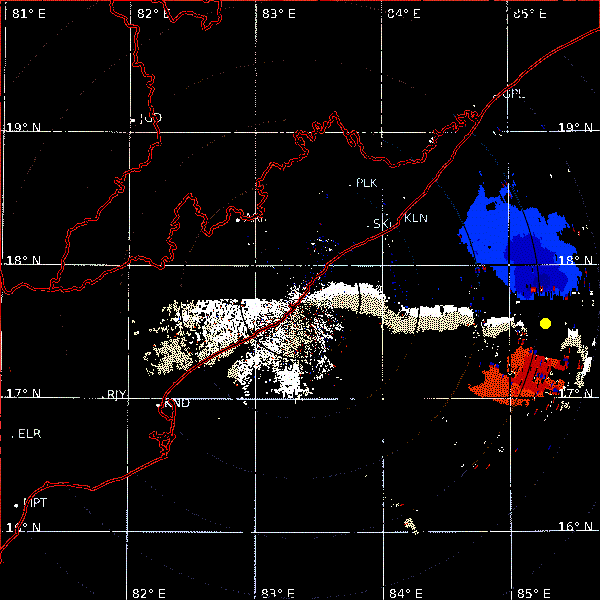 81° E 82° E 83° E 84° E 85° E
GPL
JGD
19° N 19° N
PLK
SKL KLN
18° N 18° N
17° N 17° N
RJY KND
ELR
MPT
16° N 16° N
82° E 83° E 84° E 85° E